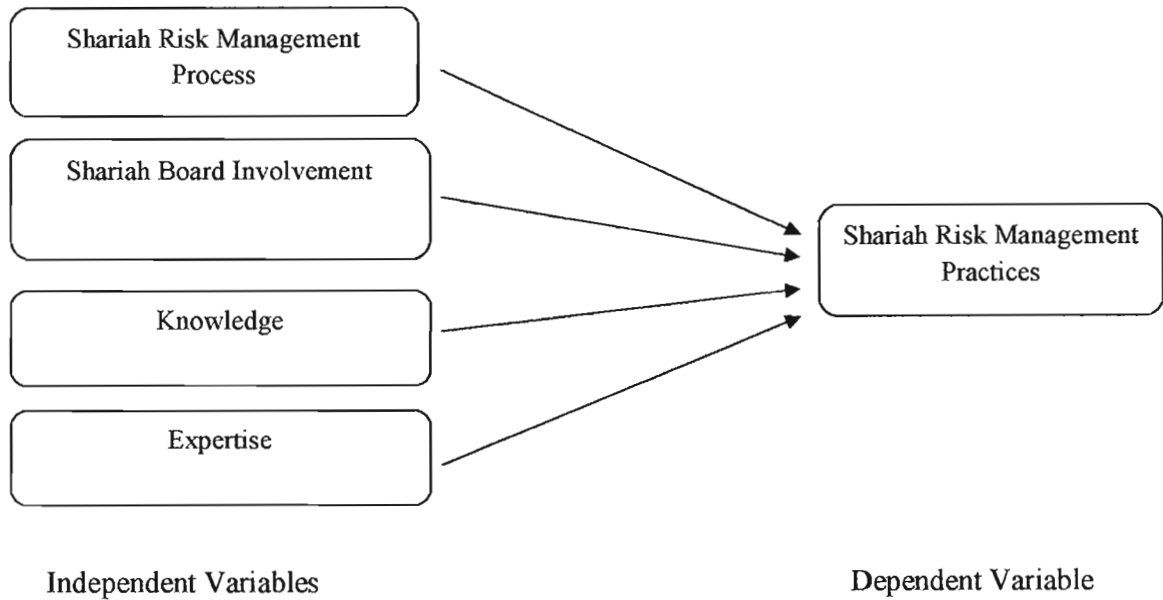 Shariah Risk Management
Process
Shariah Board Involvement
Knowledge
Expertise
Shariah Risk Management
Practices
Independent Variables
Dependent Variable